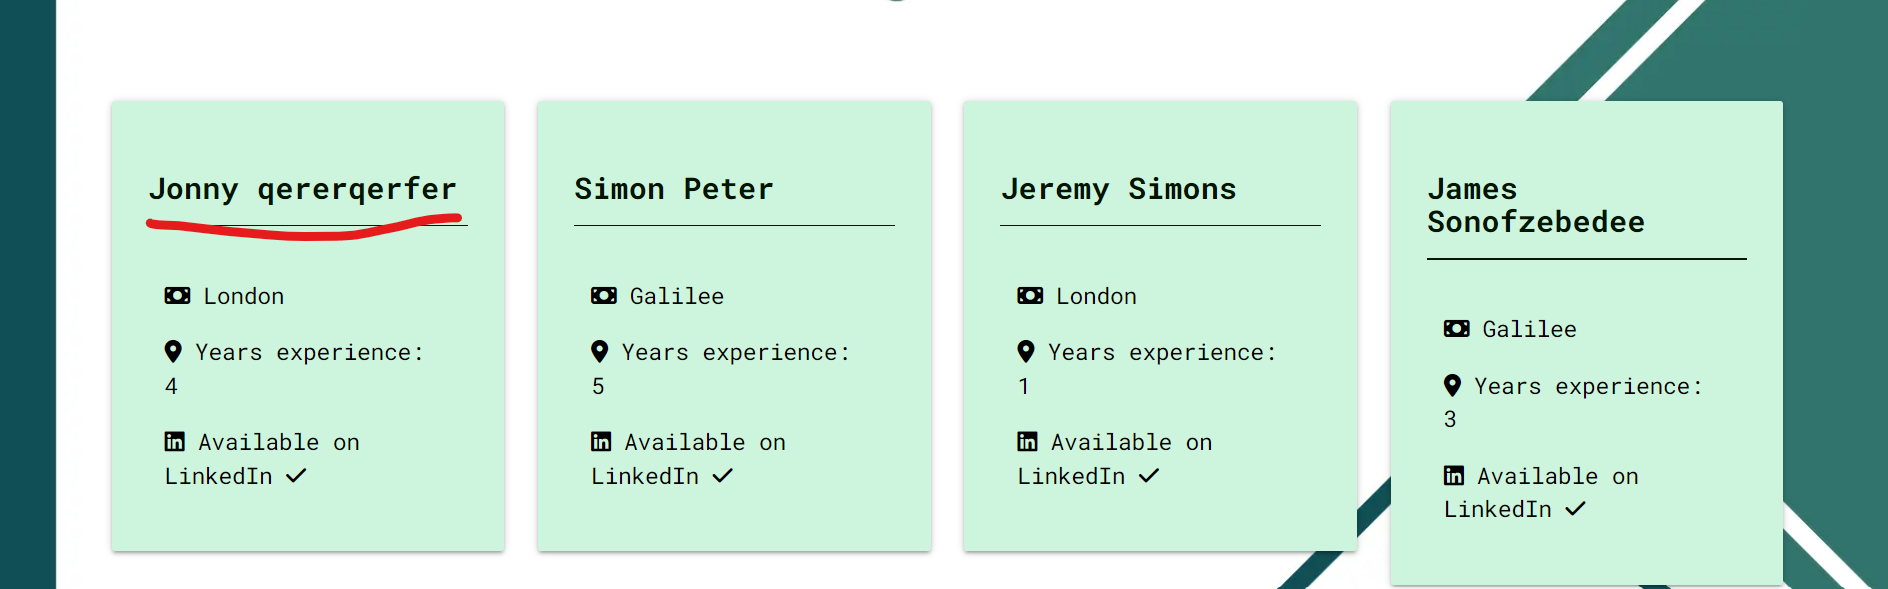 Jonny qererqerfer
London
Years experience:
4
Available on
LinkedIn
Simon Peter
Galilee
Years experience:
5
Available on
LinkedIn
Jeremy Simons
London
Years experience:
1
Available on
LinkedIn
James
Sonofzebedee
Galilee
Years experience:
3
Available on
LinkedIn